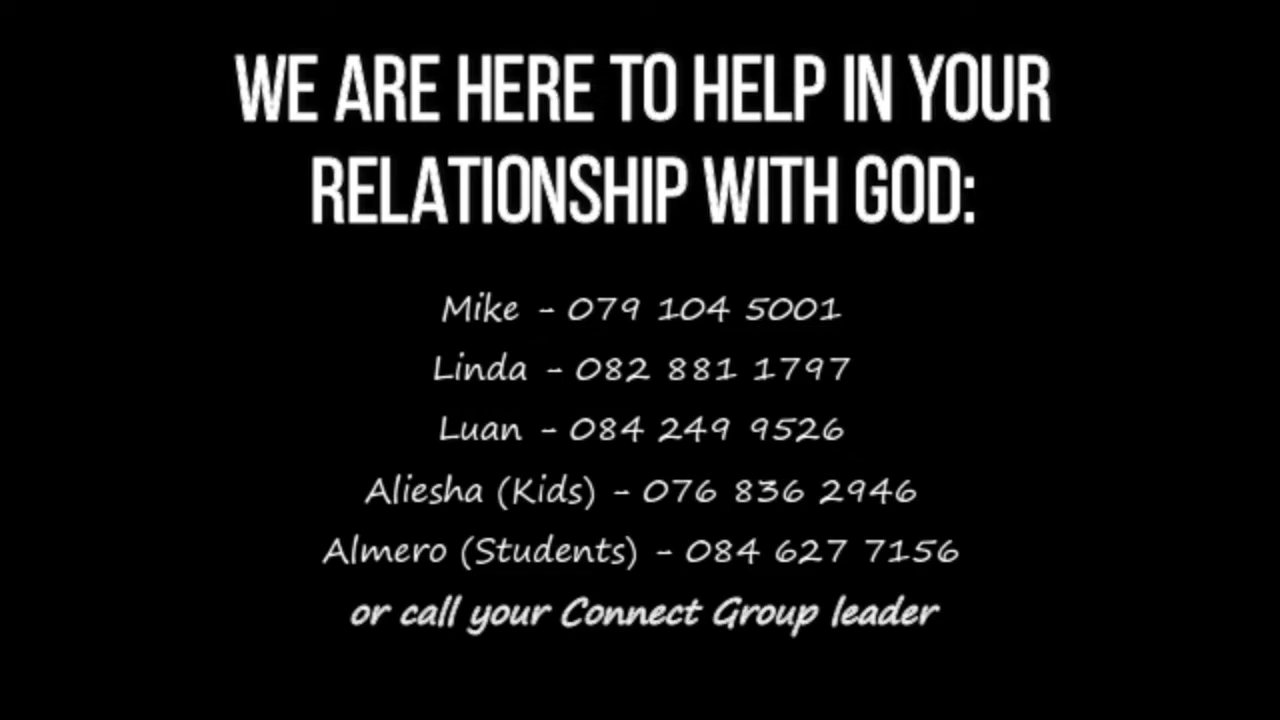 WE ARE HERE TO HELP IN YOUR
RELATIONSHIP WITH GOD:
Mike - 079 104 5001
Linda - 082 881 1797
Luan - 084 249 9526
Aliesha (Kids) - 076 836 2946
Almero (Students) - 084 627 7156
or call your Connect Group leader